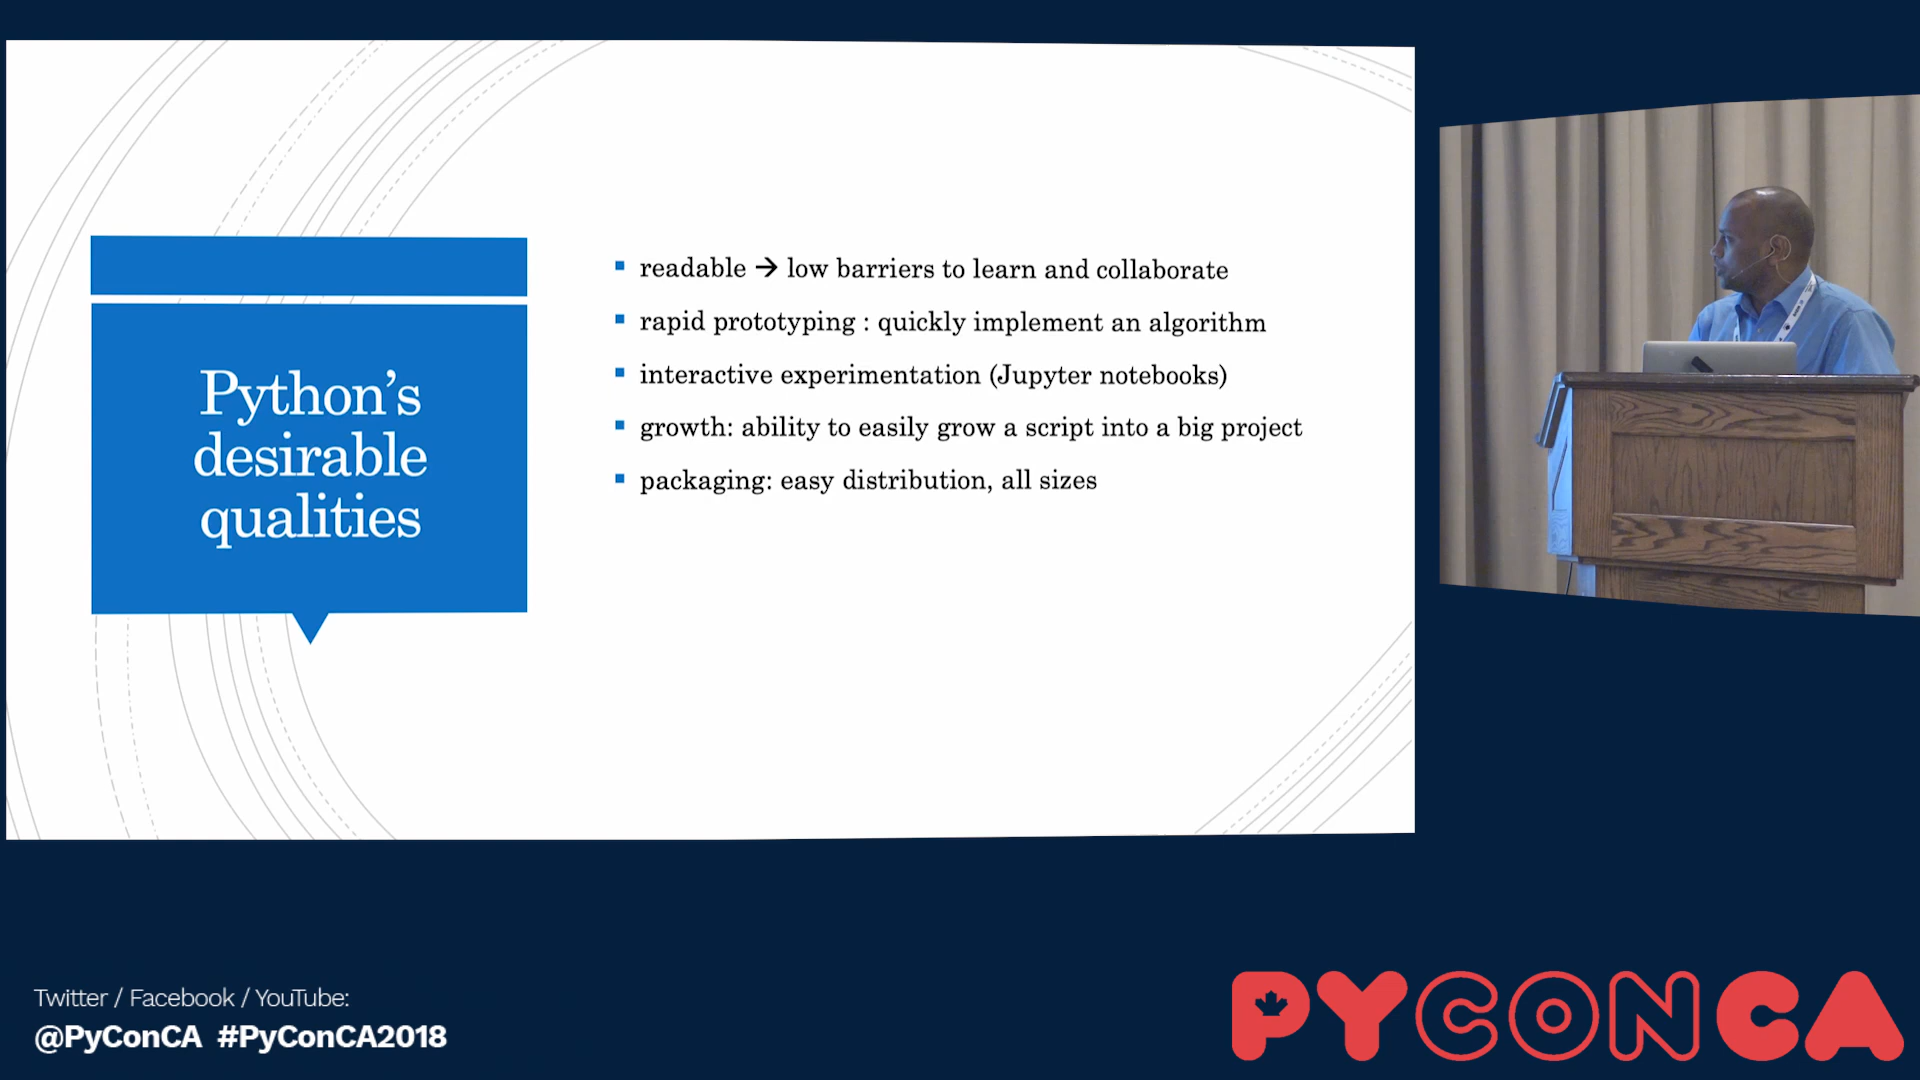 Python's
desirable
qualities
readable → low barriers to learn and collaborate
rapid prototyping : quickly implement an algorithm
interactive experimentation (Jupyter notebooks)
growth: ability to easily grow a script into a big project
packaging: easy distribution, all sizes
Twitter / Facebook / YouTube:
@PyConCA #PyConCA2018
PYCONCA